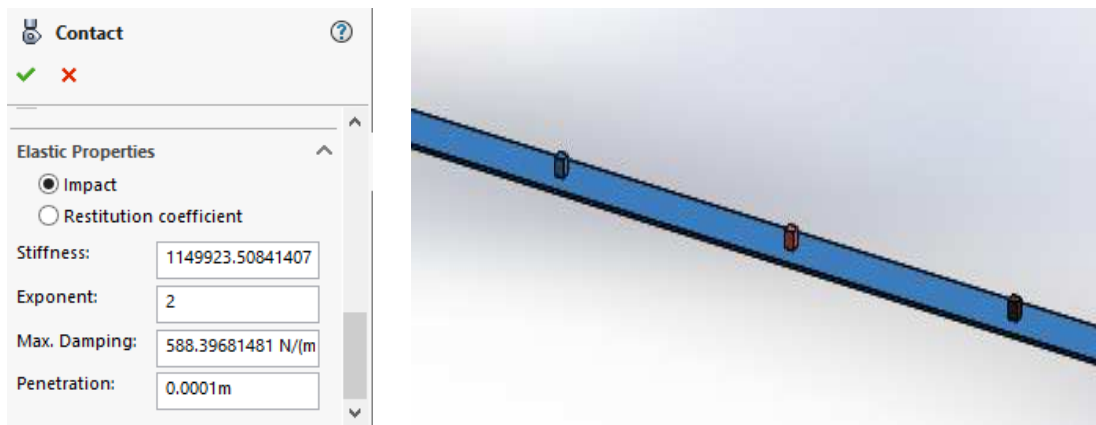 Contact
Elastic Properties
Impact
Restitution coefficient
Stiffness: 1149923.50841407
Exponent: 2
Max. Damping: 588.39681481 N/(m
Penetration: 0.0001m